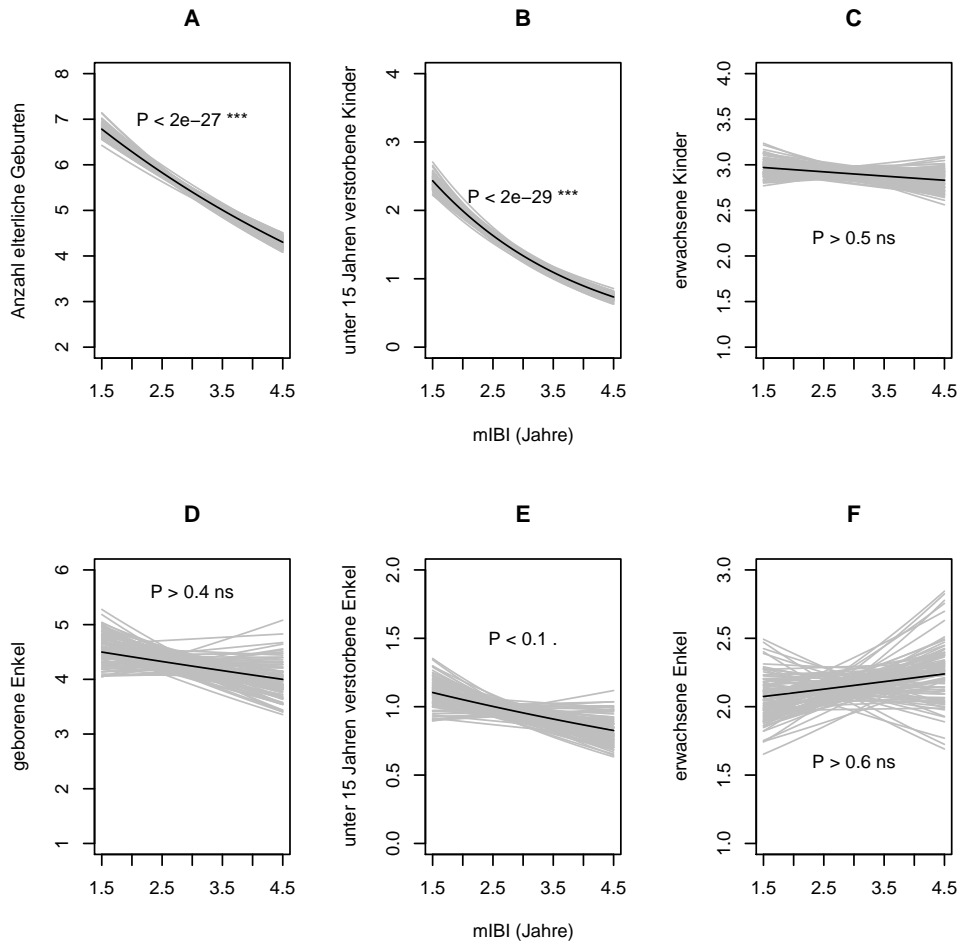 A
B
C
Anzahl elterliche Geburten
8
7
6
5
4
3
2
P < 2e−27 ***
1.5 2.5 3.5 4.5
unter 15 Jahren verstorbene Kinder
4
3
2
1
0
P < 2e−29 ***
1.5 2.5 3.5 4.5
mIBI (Jahre)
erwachsene Kinder
4.0
3.5
3.0
2.5
2.0
1.5
1.0
P > 0.5 ns
1.5 2.5 3.5 4.5
D
E
F
geborene Enkel
6
5
4
3
2
1
P > 0.4 ns
1.5 2.5 3.5 4.5
unter 15 Jahren verstorbene Enkel
2.0
1.5
1.0
0.5
0.0
P < 0.1 .
1.5 2.5 3.5 4.5
mIBI (Jahre)
erwachsene Enkel
3.0
2.5
2.0
1.5
1.0
P > 0.6 ns
1.5 2.5 3.5 4.5